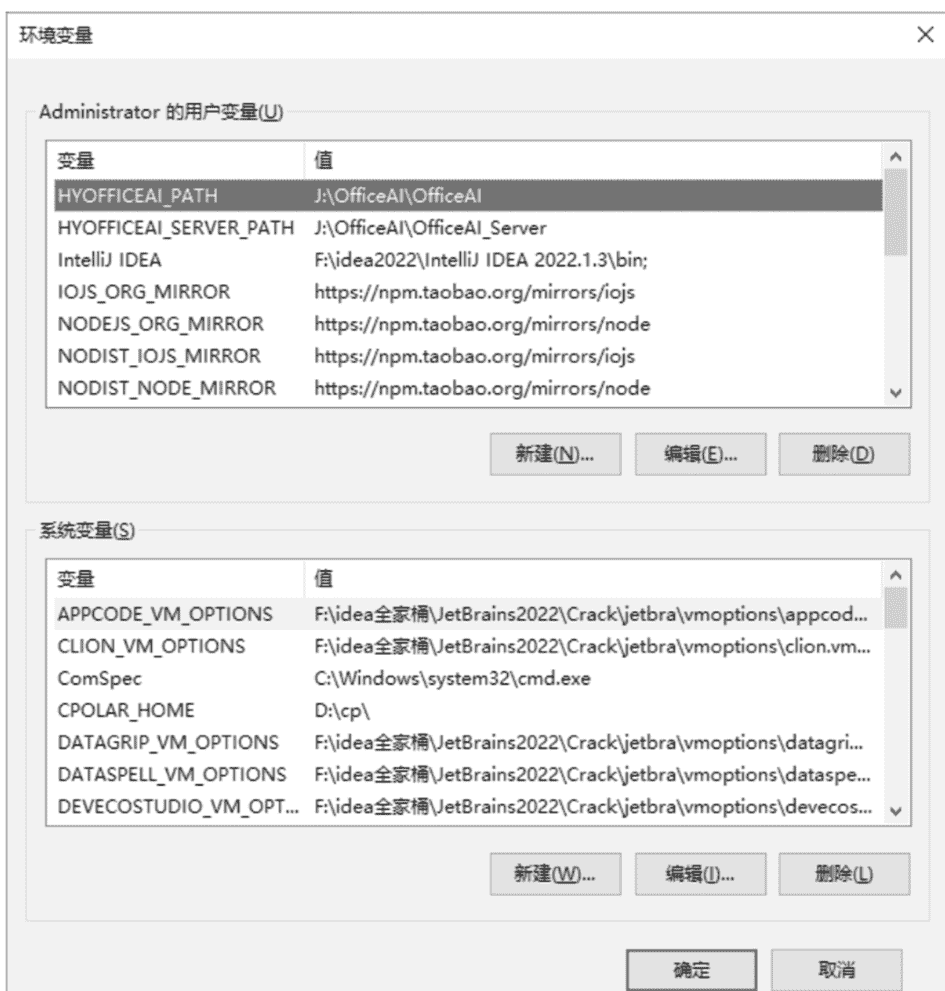 环境变量
Administrator 的用户变量(U)
变量 值
HYOFFICEAI_PATH J:\OfficeAI\OfficeAI
HYOFFICEAI_SERVER_PATH J:\OfficeAI\OfficeAI_Server
IntelliJ IDEA F:\idea2022\IntelliJ IDEA 2022.1.3\bin;
IOJS_ORG_MIRROR https://npm.taobao.org/mirrors/iojs
NODEJS_ORG_MIRROR https://npm.taobao.org/mirrors/node
NODIST_IOJS_MIRROR https://npm.taobao.org/mirrors/iojs
NODIST_NODE_MIRROR https://npm.taobao.org/mirrors/node
新建(N)... 编辑(E)... 删除(D)
系统变量(S)
变量 值
APPCODE_VM_OPTIONS F:\idea全家桶\JetBrains2022\Crack\jetbra\vmoptions\appcod...
CLION_VM_OPTIONS F:\idea全家桶\JetBrains2022\Crack\jetbra\vmoptions\clion.vm...
ComSpec C:\Windows\system32\cmd.exe
CPOLAR_HOME D:\cp\
DATAGRIP_VM_OPTIONS F:\idea全家桶\JetBrains2022\Crack\jetbra\vmoptions\datagri...
DATASPELL_VM_OPTIONS F:\idea全家桶\JetBrains2022\Crack\jetbra\vmoptions\dataspe...
DEVECOSTUDIO_VM_OPT... F:\idea全家桶\JetBrains2022\Crack\jetbra\vmoptions\devecos...
新建(W)... 编辑(I)... 删除(L)
确定 取消